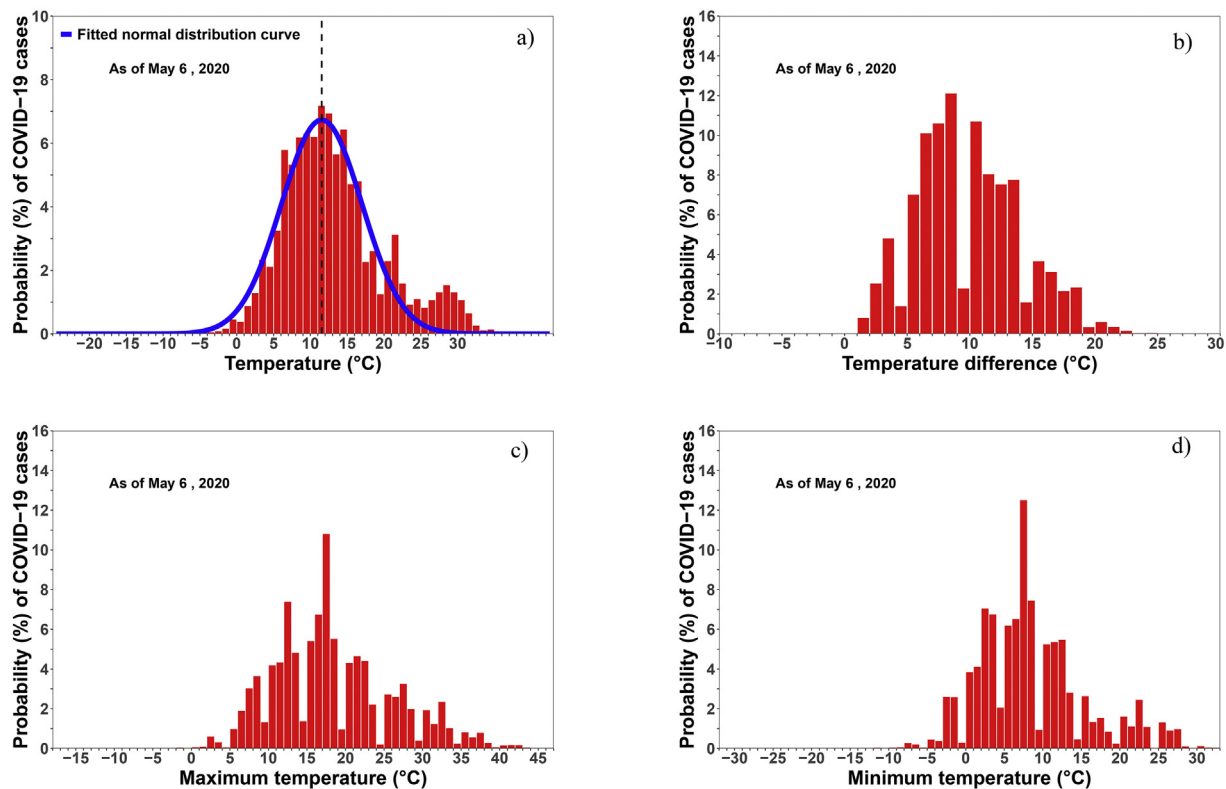 a)
Fitted normal distribution curve
As of May 6 , 2020
Probability (%) of COVID−19 cases
10
8
6
4
2
0
−20 −15 −10 −5 0 5 10 15 20 25 30
Temperature (°C)
b)
As of May 6 , 2020
Probability (%) of COVID−19 cases
16
14
12
10
8
6
4
2
0
−10 −5 0 5 10 15 20 25 30
Temperature difference (°C)
c)
As of May 6 , 2020
Probability (%) of COVID−19 cases
16
14
12
10
8
6
4
2
0
−15 −10 −5 0 5 10 15 20 25 30 35 40 45
Maximum temperature (°C)
d)
As of May 6 , 2020
Probability (%) of COVID−19 cases
16
14
12
10
8
6
4
2
0
−30 −25 −20 −15 −10 −5 0 5 10 15 20 25 30
Minimum temperature (°C)